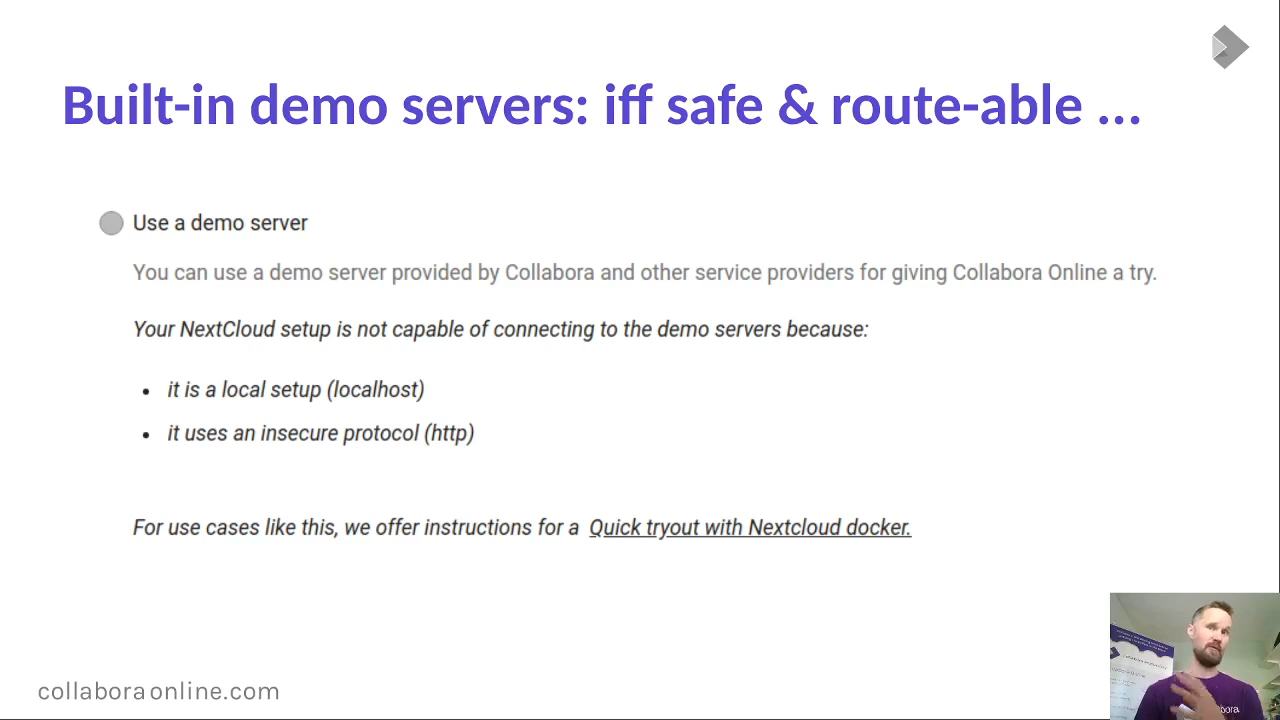 Built-in demo servers: iff safe & route-able ...
Use a demo server
You can use a demo server provided by Collabora and other service providers for giving Collabora Online a try.
Your NextCloud setup is not capable of connecting to the demo servers because:
• it is a local setup (localhost)
• it uses an insecure protocol (http)
For use cases like this, we offer instructions for a Quick tryout with Nextcloud docker.
collaboraonline.com